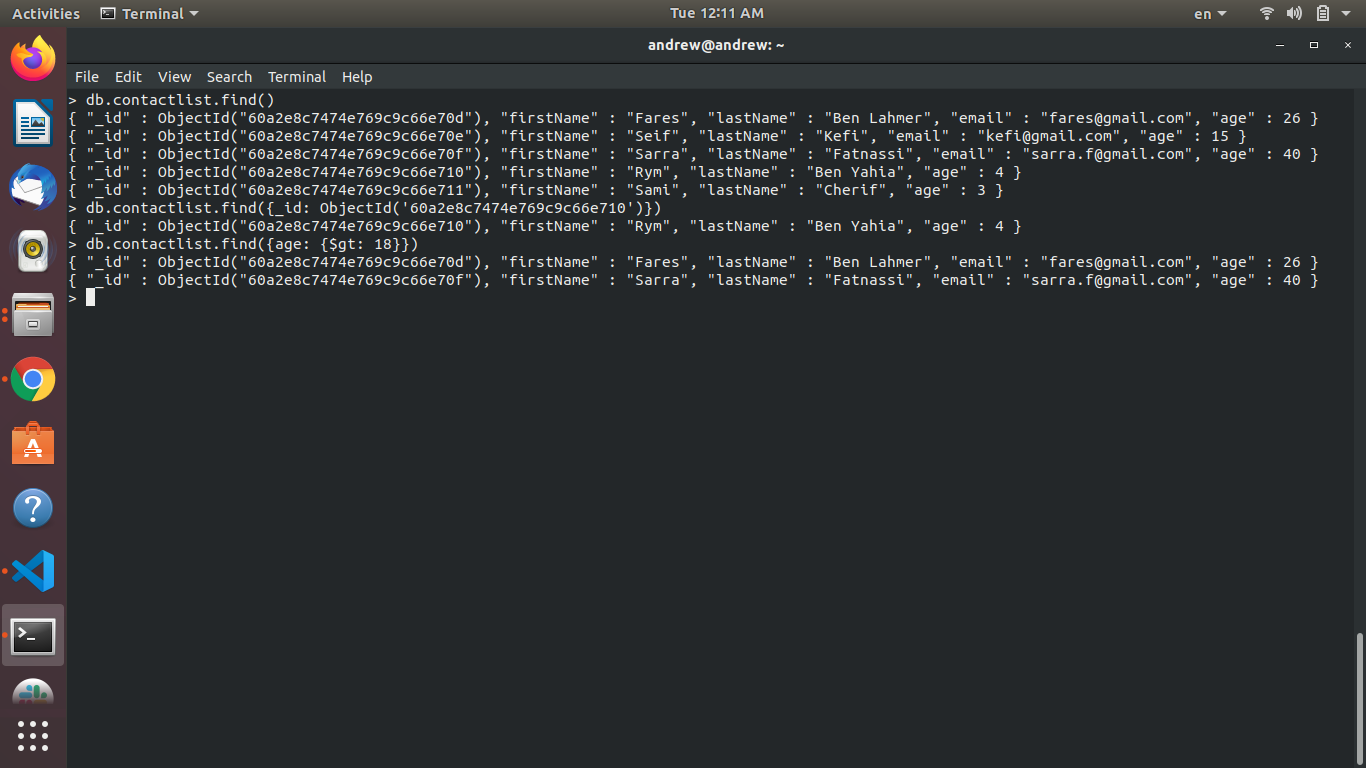 Activities Terminal Tue 12:11 AM en
andrew@andrew: ~
File Edit View Search Terminal Help
> db.contactlist.find()
{ "_id" : ObjectId("60a2e8c7474e769c9c66e70d"), "firstName" : "Fares", "lastName" : "Ben Lahmer", "email" : "fares@gmail.com", "age" : 26 }
{ "_id" : ObjectId("60a2e8c7474e769c9c66e70e"), "firstName" : "Seif", "lastName" : "Kefi", "email" : "kefi@gmail.com", "age" : 15 }
{ "_id" : ObjectId("60a2e8c7474e769c9c66e70f"), "firstName" : "Sarra", "lastName" : "Fatnassi", "email" : "sarra.f@gmail.com", "age" : 40 }
{ "_id" : ObjectId("60a2e8c7474e769c9c66e710"), "firstName" : "Rym", "lastName" : "Ben Yahia", "age" : 4 }
{ "_id" : ObjectId("60a2e8c7474e769c9c66e711"), "firstName" : "Sami", "lastName" : "Cherif", "age" : 3 }
> db.contactlist.find({_id: ObjectId('60a2e8c7474e769c9c66e710')})
{ "_id" : ObjectId("60a2e8c7474e769c9c66e710"), "firstName" : "Rym", "lastName" : "Ben Yahia", "age" : 4 }
> db.contactlist.find({age: {$gt: 18}})
{ "_id" : ObjectId("60a2e8c7474e769c9c66e70d"), "firstName" : "Fares", "lastName" : "Ben Lahmer", "email" : "fares@gmail.com", "age" : 26 }
{ "_id" : ObjectId("60a2e8c7474e769c9c66e70f"), "firstName" : "Sarra", "lastName" : "Fatnassi", "email" : "sarra.f@gmail.com", "age" : 40 }
>